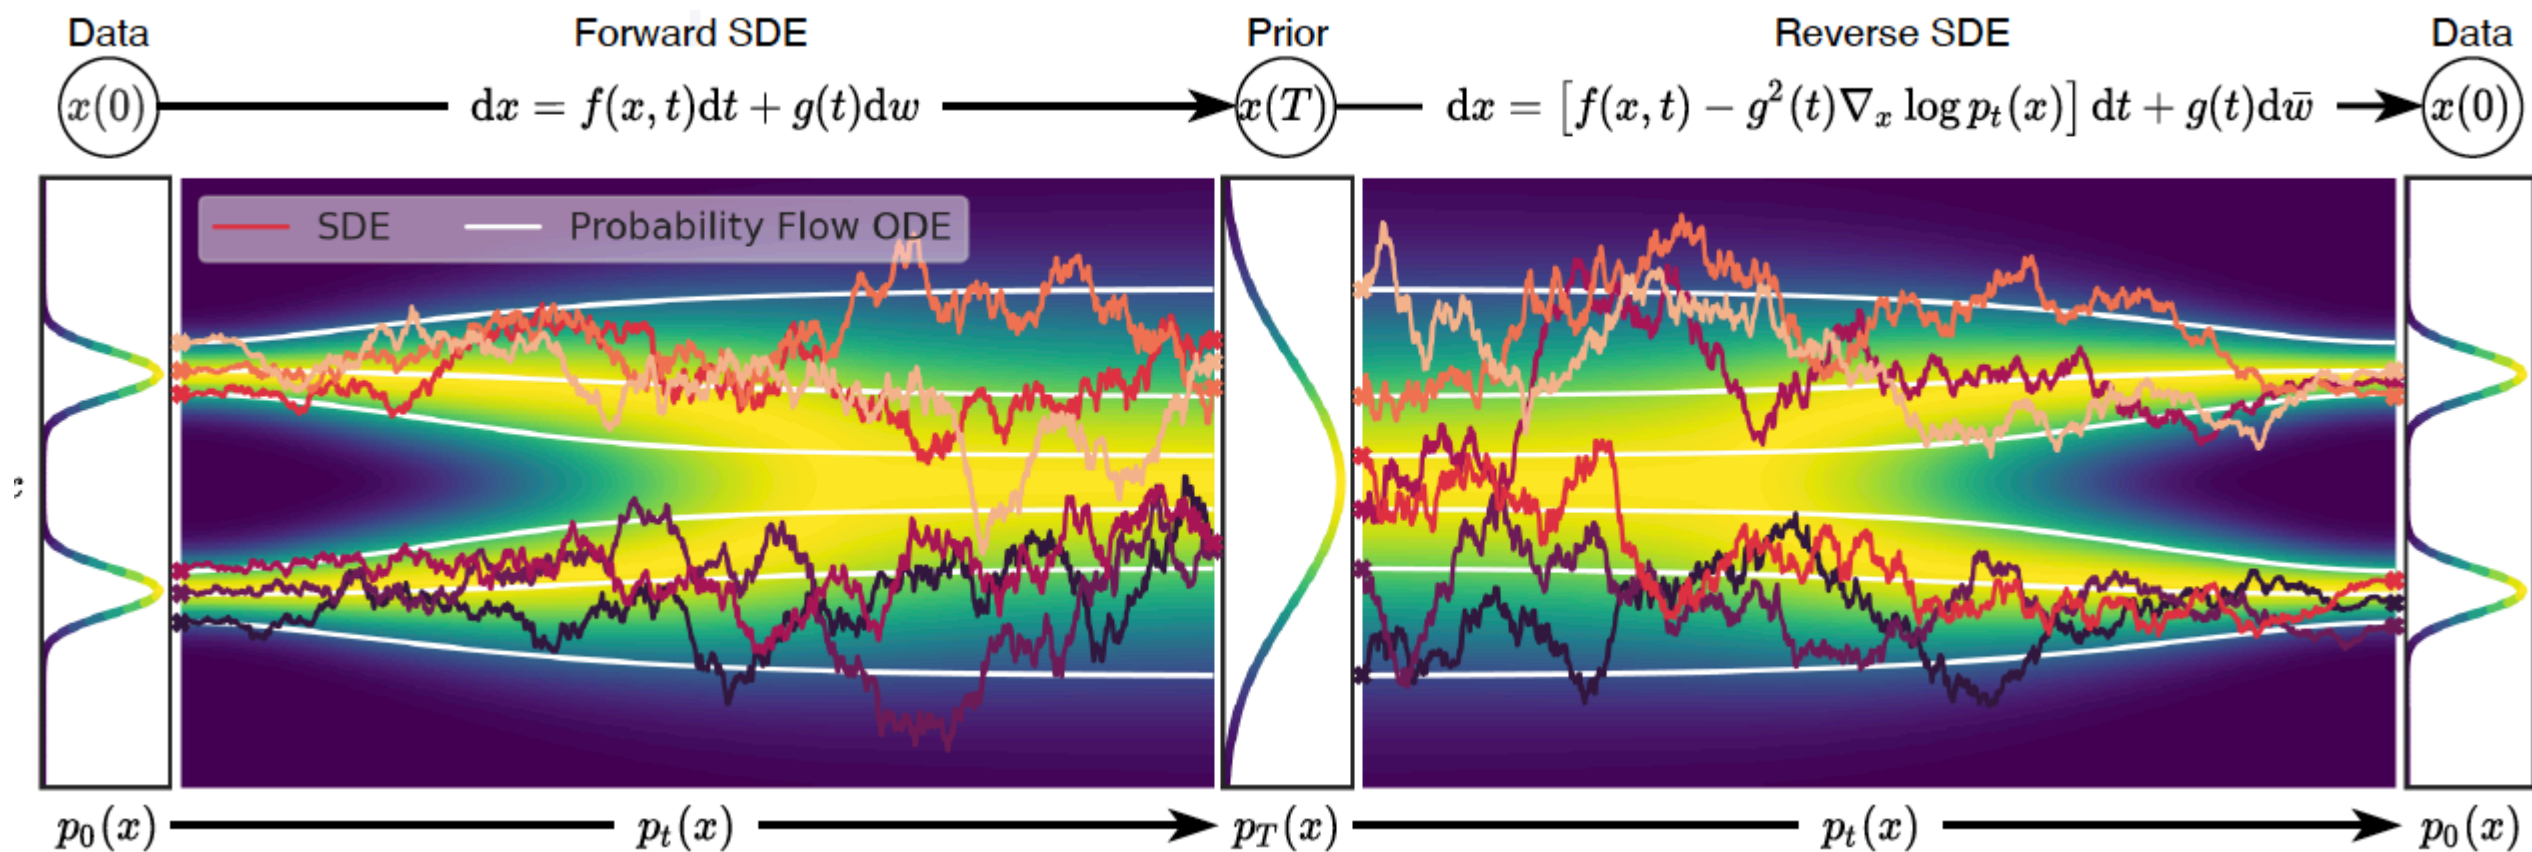 Data Forward SDE Prior Reverse SDE Data
x(0) dx = f(x, t)dt + g(t)dw x(T) dx = [f(x, t) − g²(t)∇ₓ log pₜ(x)] dt + g(t)dw̄ x(0)
SDE Probability Flow ODE
p₀(x) pₜ(x) p_T(x) pₜ(x) p₀(x)